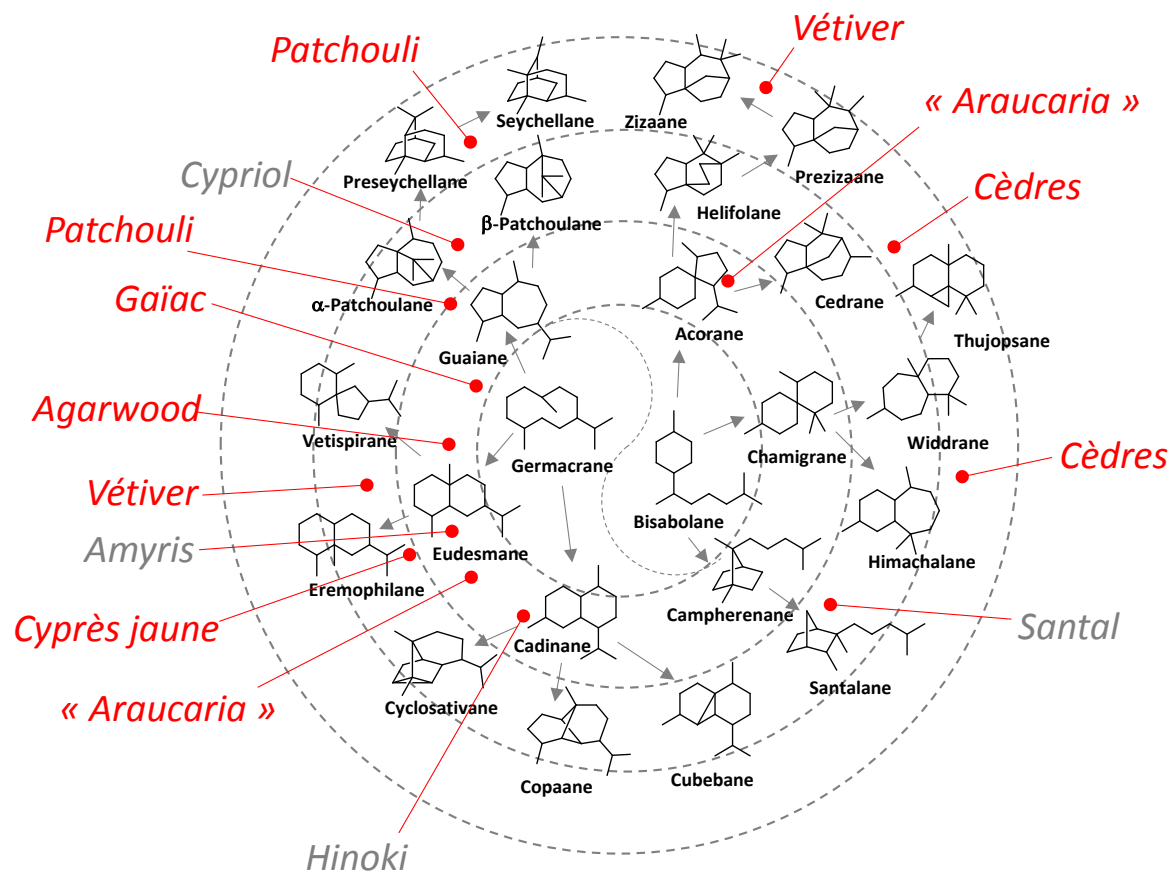 Vétiver
Patchouli
« Araucaria »
Seychellane
Zizaane
Cypriol
Preseychellane
Prezizaane
Cèdres
Helifolane
Patchouli
β-Patchoulane
Gaïac
α-Patchoulane
Cedrane
Acorane
Thujopsane
Guaiane
Agarwood
Vetispirane
Germacrane
Chamigrane
Widdrane
Cèdres
Vétiver
Bisabolane
Amyris
Eudesmane
Himachalane
Eremophilane
Campherenane
Cyprès jaune
Cadinane
Santal
« Araucaria »
Cyclosativane
Santalane
Copaane
Cubebane
Hinoki